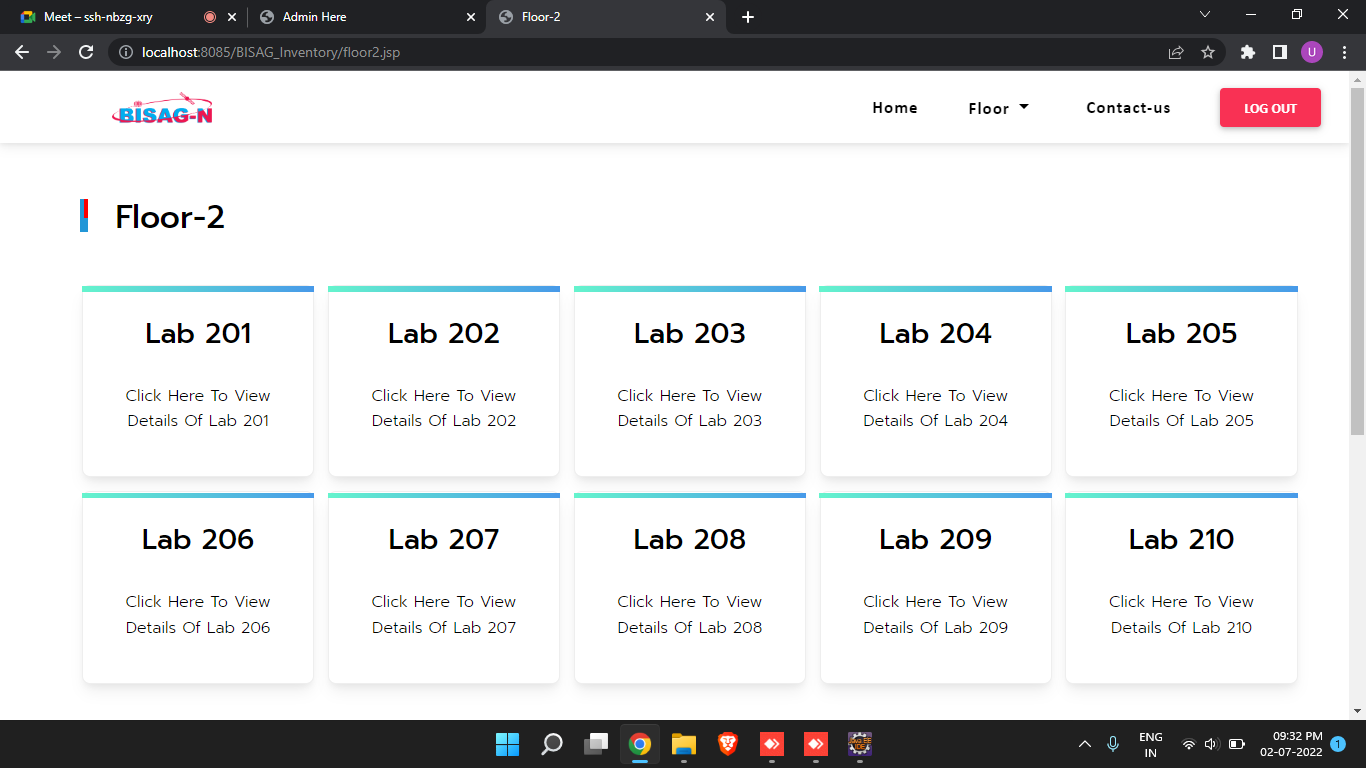 Meet – ssh-nbzg-xry
Admin Here
Floor-2
localhost:8085/BISAG_Inventory/floor2.jsp
U
BISAG-N
Home
Floor
Contact-us
LOG OUT
Floor-2
Lab 201
Click Here To View
Details Of Lab 201
Lab 202
Click Here To View
Details Of Lab 202
Lab 203
Click Here To View
Details Of Lab 203
Lab 204
Click Here To View
Details Of Lab 204
Lab 205
Click Here To View
Details Of Lab 205
Lab 206
Click Here To View
Details Of Lab 206
Lab 207
Click Here To View
Details Of Lab 207
Lab 208
Click Here To View
Details Of Lab 208
Lab 209
Click Here To View
Details Of Lab 209
Lab 210
Click Here To View
Details Of Lab 210
Java EE
IDE
ENG
IN
09:32 PM
02-07-2022
1